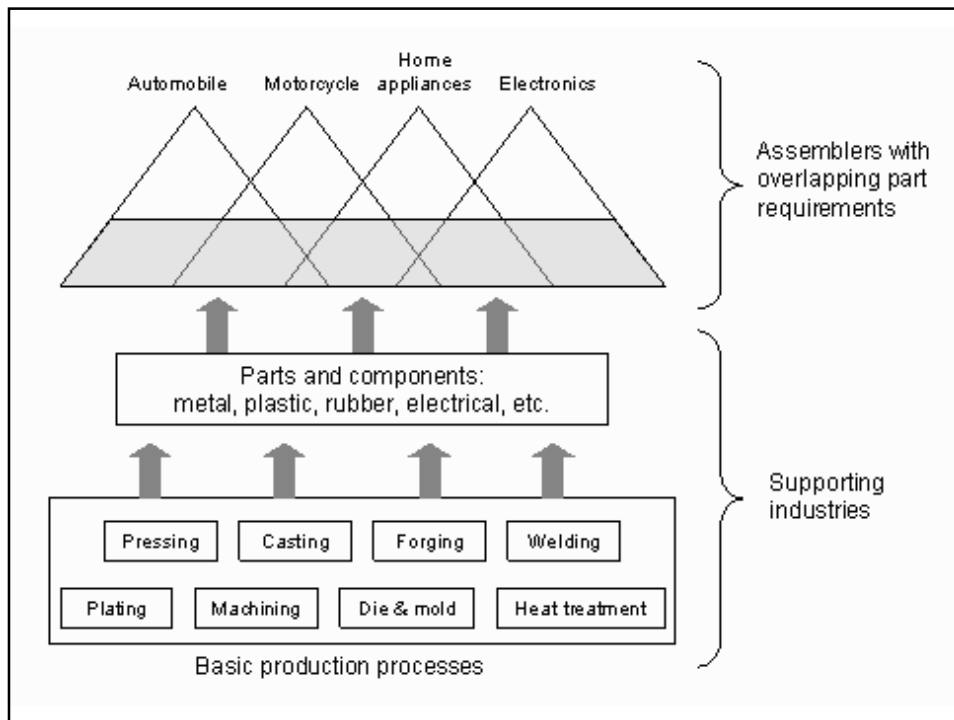 Home
Automobile Motorcycle appliances Electronics
Assemblers with
overlapping part
requirements
Parts and components:
metal, plastic, rubber, electrical, etc.
Supporting
industries
Pressing Casting Forging Welding
Plating Machining Die & mold Heat treatment
Basic production processes